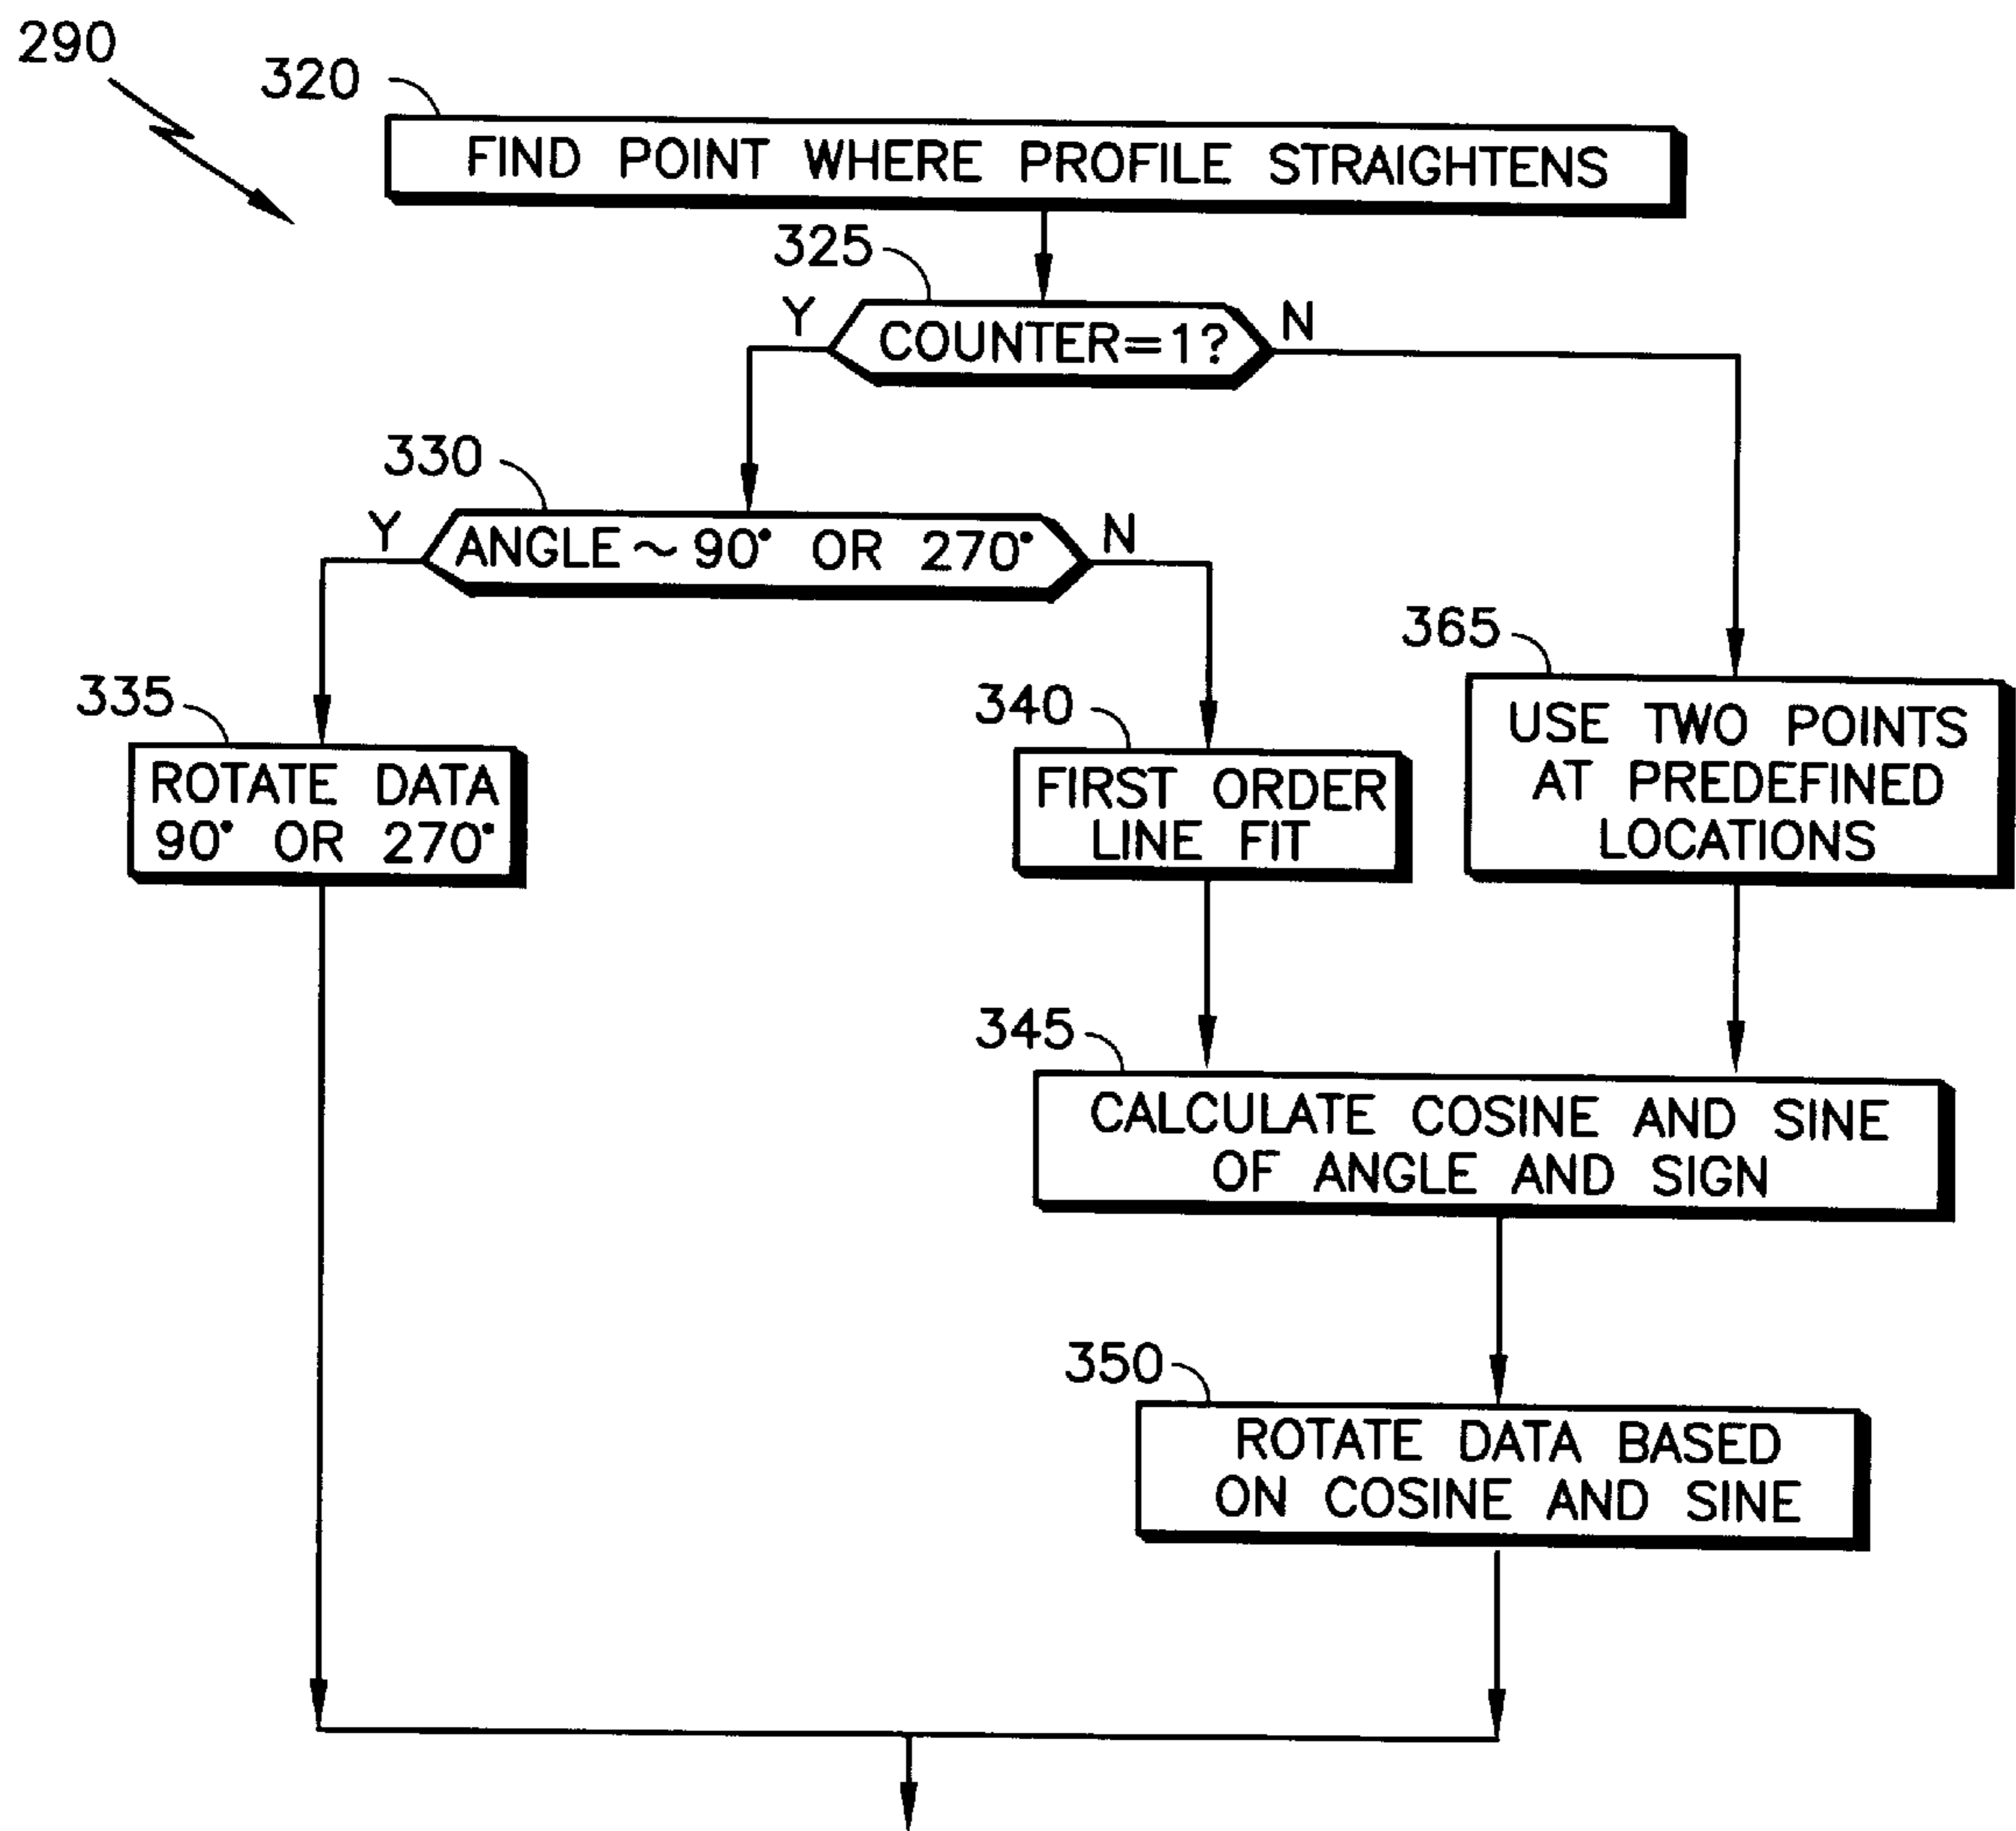 290
320
FIND POINT WHERE PROFILE STRAIGHTENS
325
Y
COUNTER=1?
N
330
Y
ANGLE~90° OR 270°
N
335
ROTATE DATA
90° OR 270°
340
FIRST ORDER
LINE FIT
365
USE TWO POINTS
AT PREDEFINED
LOCATIONS
345
CALCULATE COSINE AND SINE
OF ANGLE AND SIGN
350
ROTATE DATA BASED
ON COSINE AND SINE